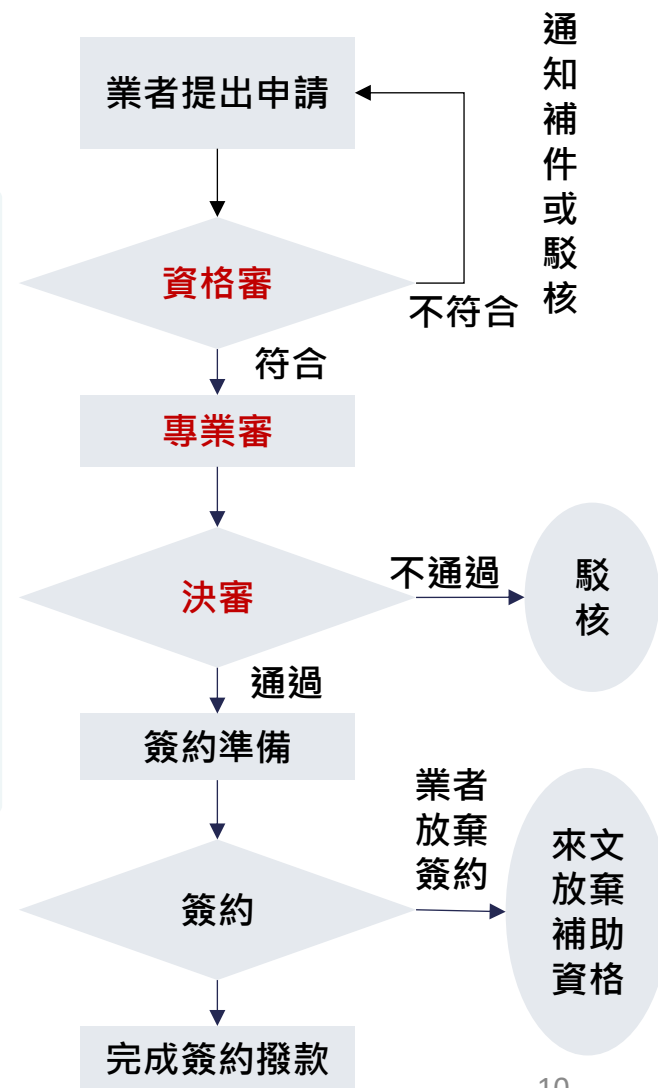 業者提出申請
通知補件或駁核
資格審
不符合
符合
專業審
決審
不通過
駁核
通過
簽約準備
業者
放棄
簽約
簽約
來文
放棄
補助
資格
完成簽約撥款
10